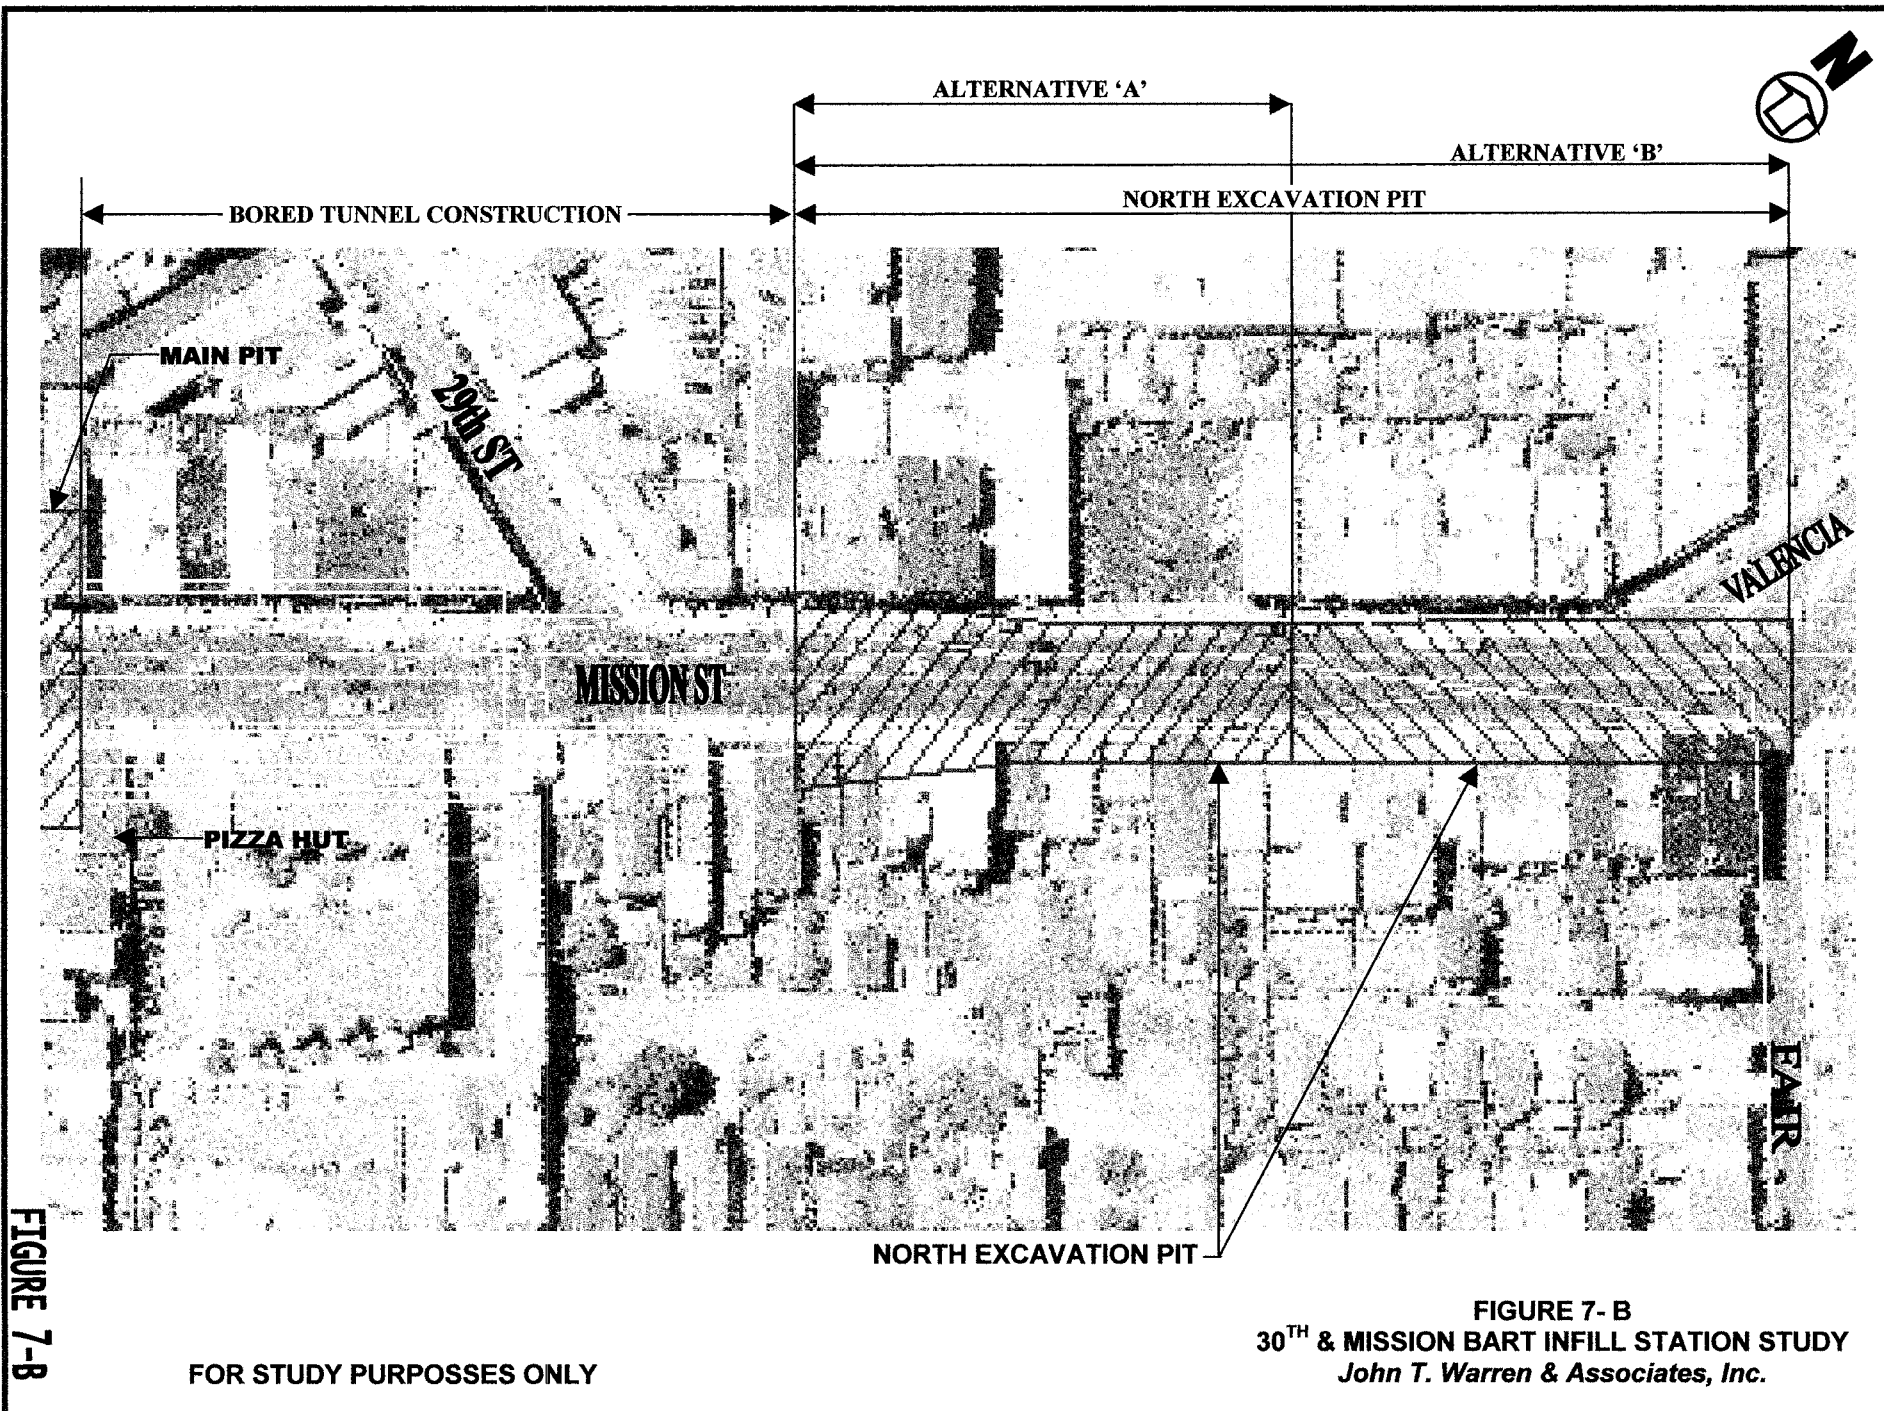 N
ALTERNATIVE ‘A’
ALTERNATIVE ‘B’
BORED TUNNEL CONSTRUCTION
NORTH EXCAVATION PIT
MAIN PIT
29th ST
VALENCIA
MISSION ST
PIZZA HUT
FAIR
NORTH EXCAVATION PIT
FIGURE 7-B
FIGURE 7- B
30TH & MISSION BART INFILL STATION STUDY
John T. Warren & Associates, Inc.
FOR STUDY PURPOSSES ONLY